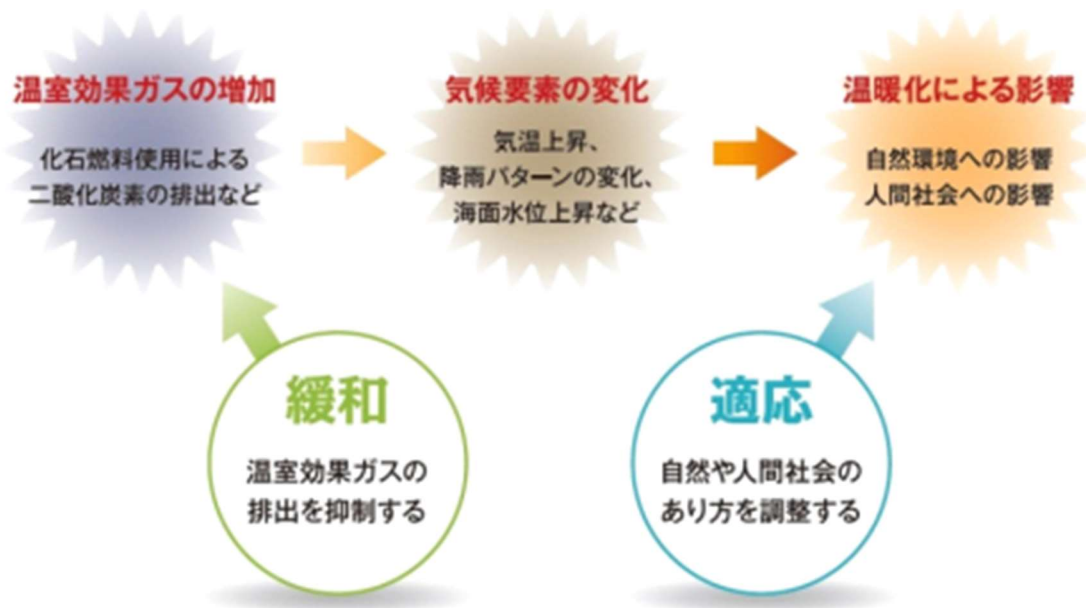 温室効果ガスの増加
化石燃料使用による
二酸化炭素の排出など
気候要素の変化
気温上昇、
降雨パターンの変化、
海面水位上昇など
温暖化による影響
自然環境への影響
人間社会への影響
緩和
温室効果ガスの
排出を抑制する
適応
自然や人間社会の
あり方を調整する